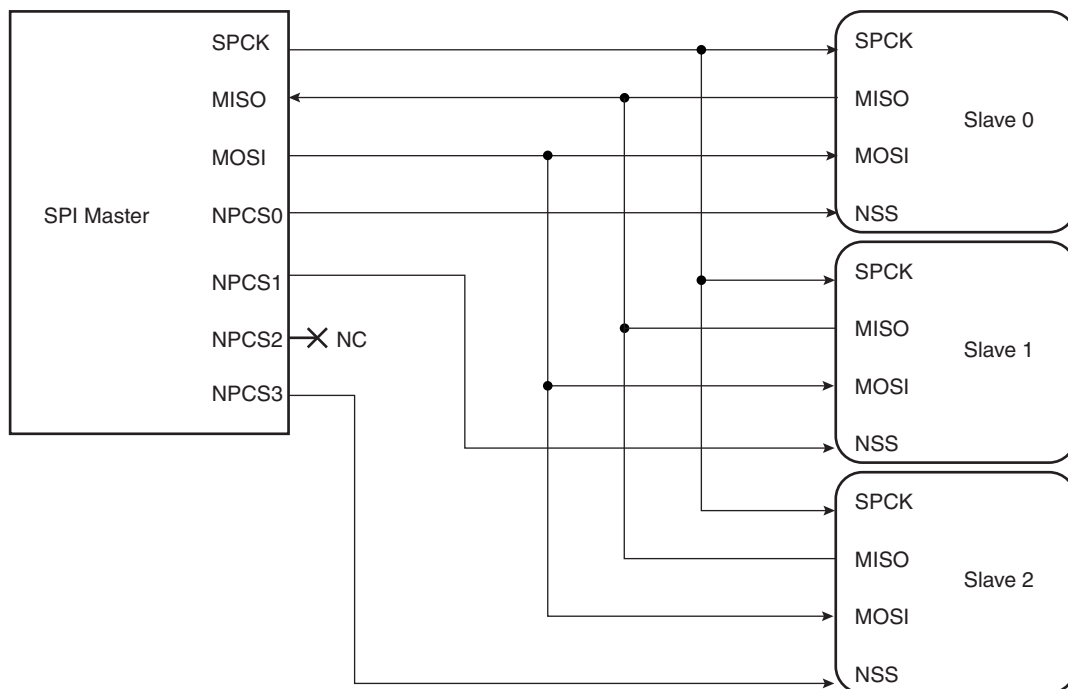 SPI Master
SPCK
MISO
MOSI
NPCS0
NPCS1
NPCS2
NC
NPCS3
SPCK
MISO
Slave 0
MOSI
NSS
SPCK
MISO
Slave 1
MOSI
NSS
SPCK
MISO
Slave 2
MOSI
NSS